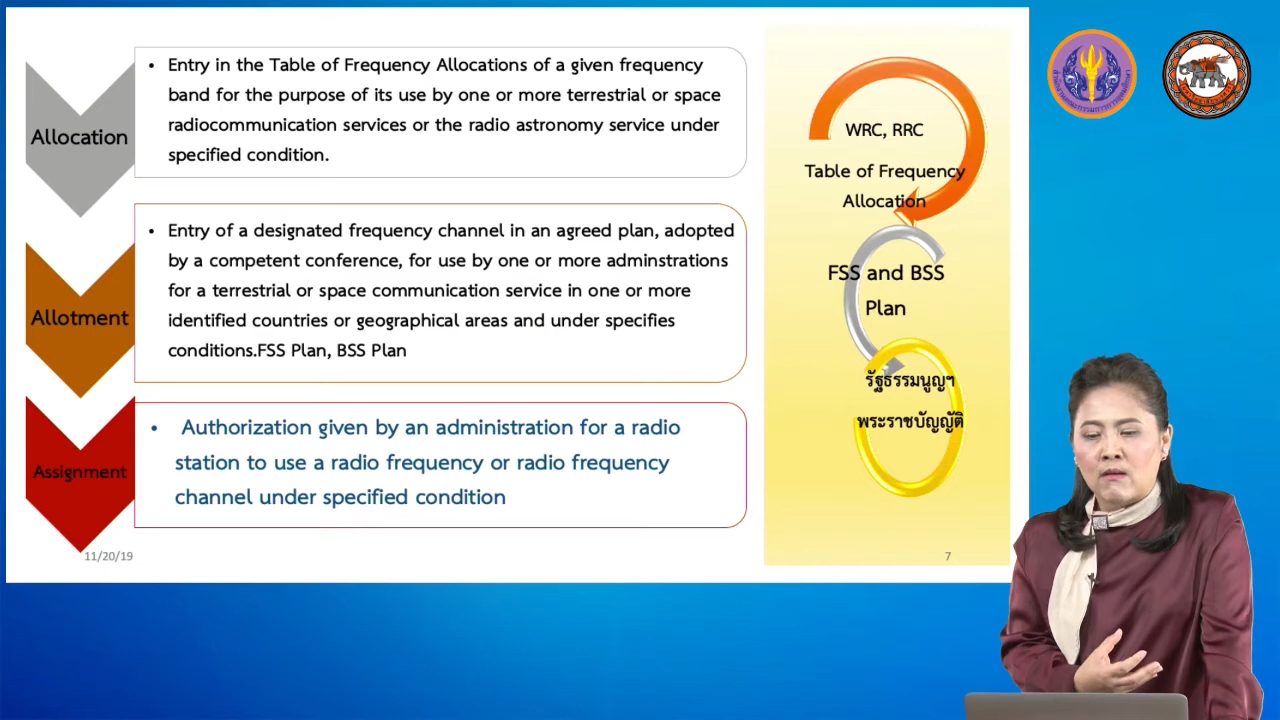 Allocation
• Entry in the Table of Frequency Allocations of a given frequency
band for the purpose of its use by one or more terrestrial or space
radiocommunication services or the radio astronomy service under
specified condition.
Allotment
• Entry of a designated frequency channel in an agreed plan, adopted
by a competent conference, for use by one or more adminstrations
for a terrestrial or space communication service in one or more
identified countries or geographical areas and under specifies
conditions.FSS Plan, BSS Plan
Assignment
• Authorization given by an administration for a radio
station to use a radio frequency or radio frequency
channel under specified condition
WRC, RRC
Table of Frequency
Allocation
FSS and BSS
Plan
รัฐธรรมนูญฯ
พระราชบัญญัติ
11/20/19
7